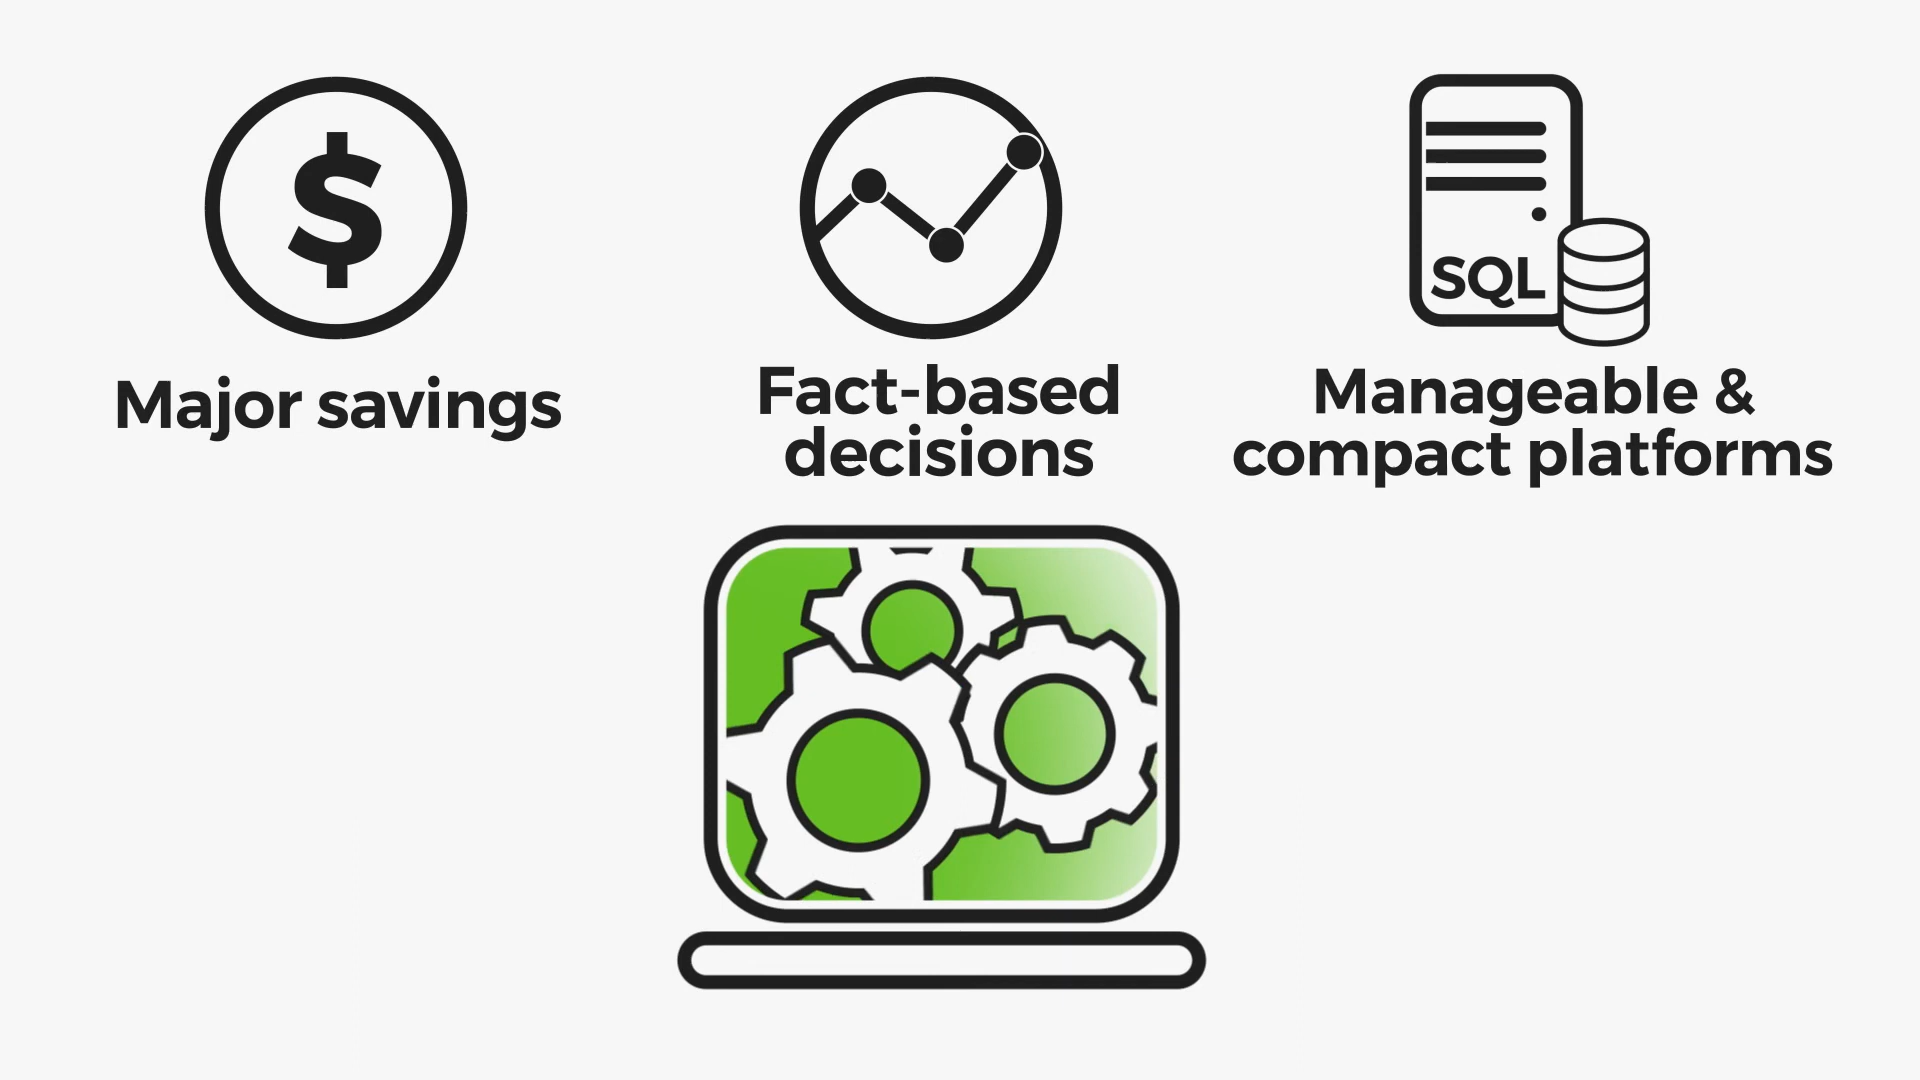 $
SQL
Major savings
Fact-based
decisions
Manageable &
compact platforms